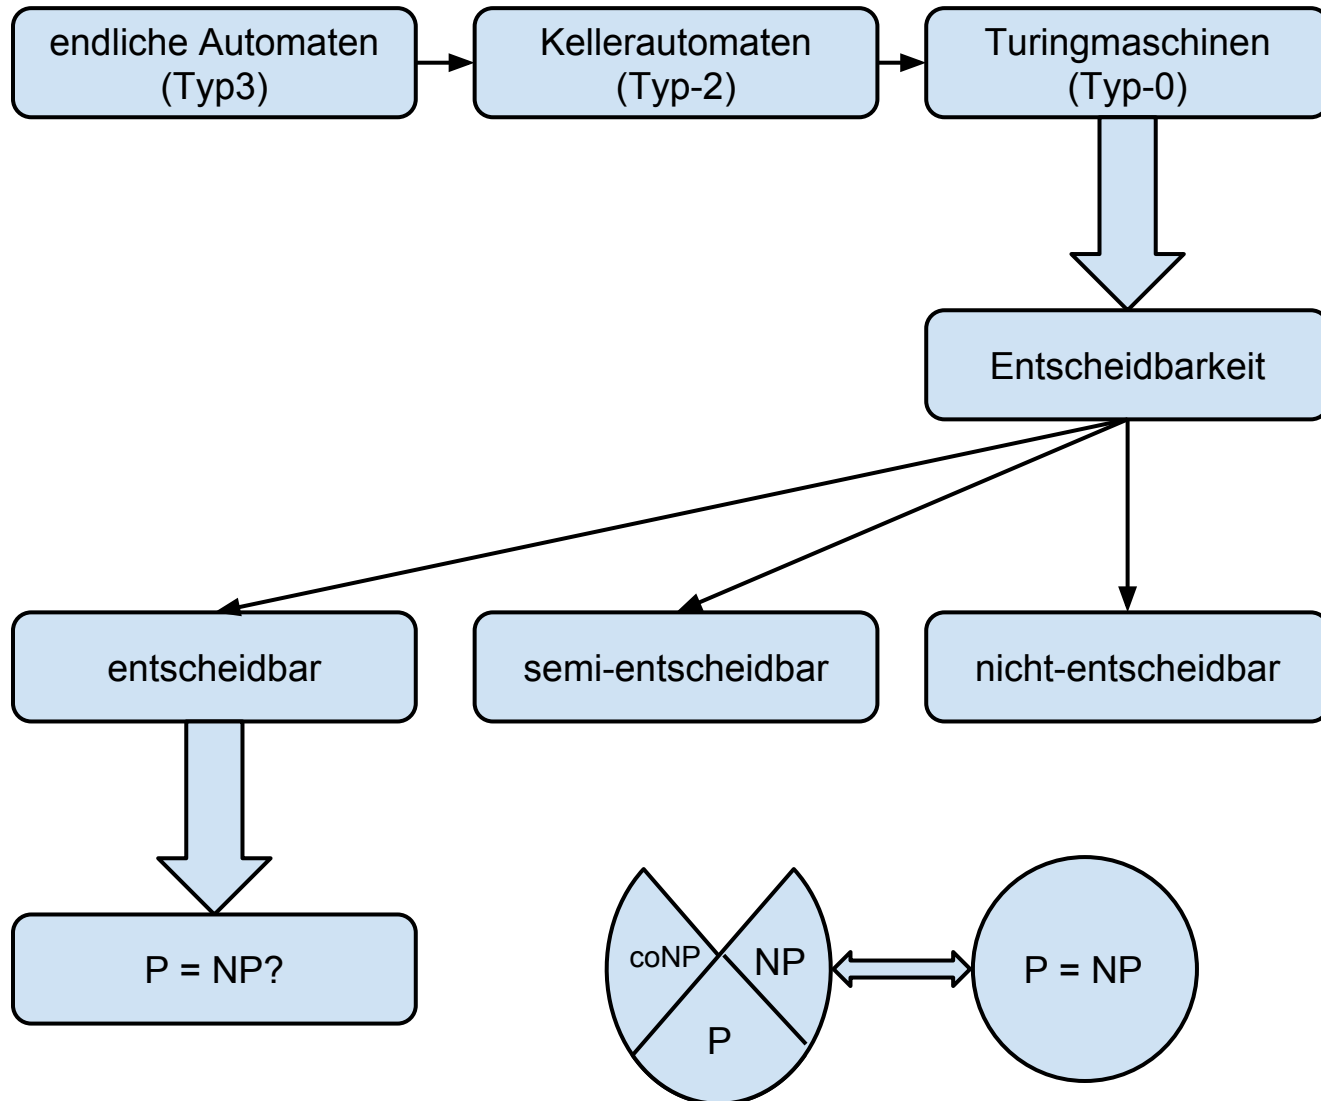 endliche Automaten
(Typ3)
Kellerautomaten
(Typ-2)
Turingmaschinen
(Typ-0)
Entscheidbarkeit
entscheidbar
semi-entscheidbar
nicht-entscheidbar
P = NP?
coNP
NP
P
P = NP